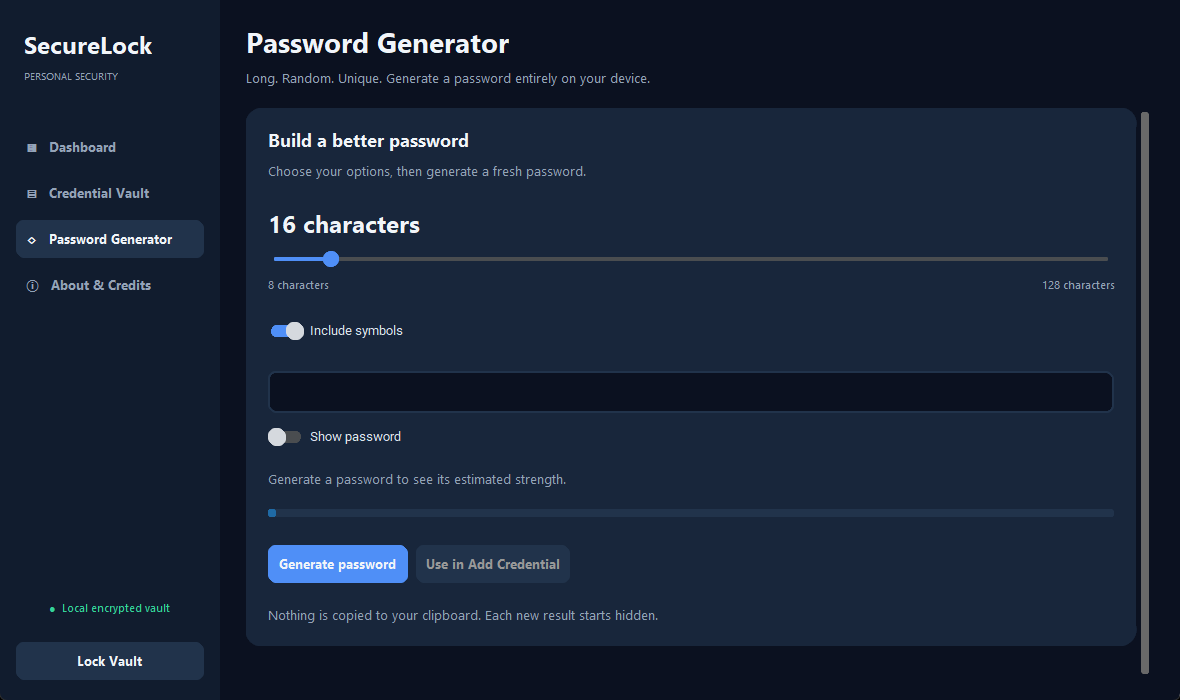 SecureLock
PERSONAL SECURITY
Dashboard
Credential Vault
Password Generator
About & Credits
Local encrypted vault
Lock Vault
Password Generator
Long. Random. Unique. Generate a password entirely on your device.
Build a better password
Choose your options, then generate a fresh password.
16 characters
8 characters
128 characters
Include symbols
Show password
Generate a password to see its estimated strength.
Generate password
Use in Add Credential
Nothing is copied to your clipboard. Each new result starts hidden.